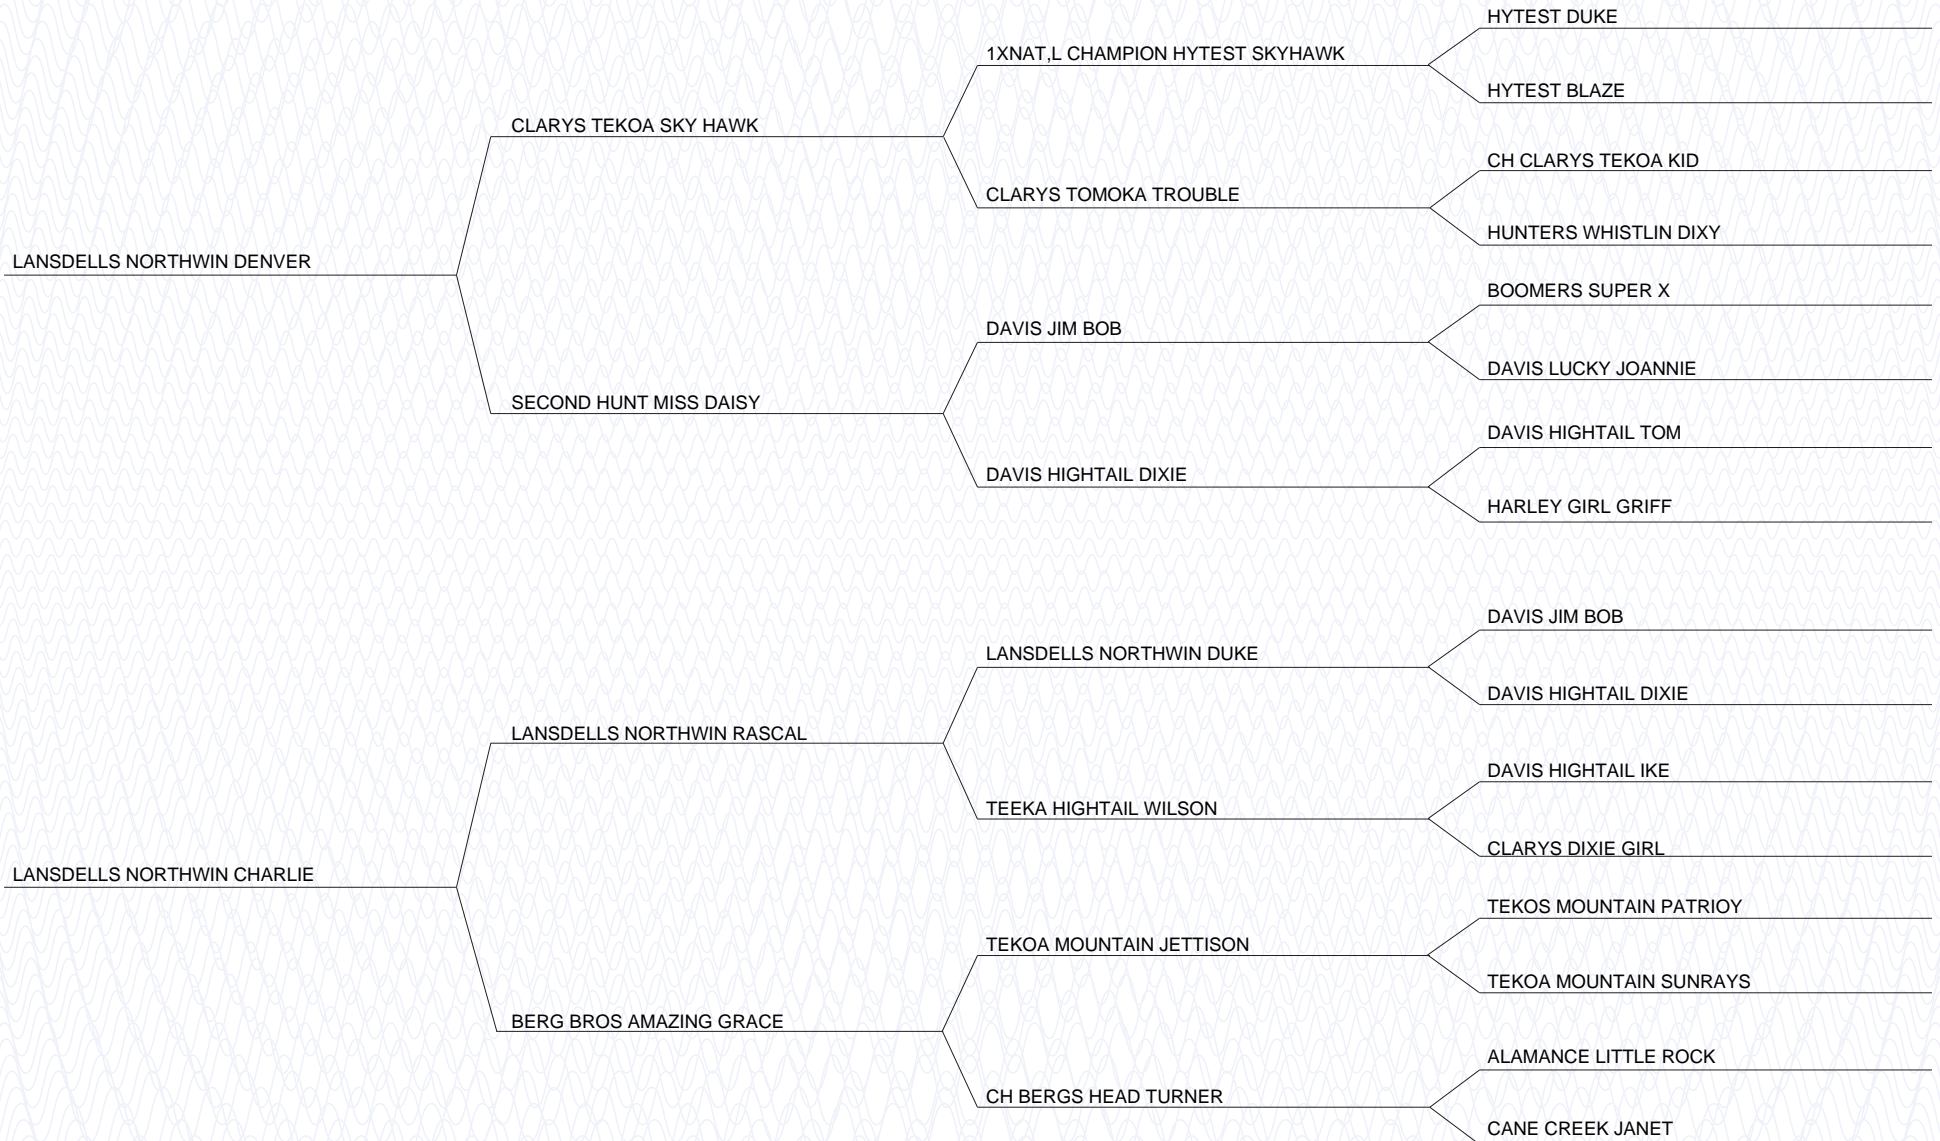 HYTEST DUKE
1XNAT,L CHAMPION HYTEST SKYHAWK
HYTEST BLAZE
CLARYS TEKOA SKY HAWK
CH CLARYS TEKOA KID
CLARYS TOMOKA TROUBLE
HUNTERS WHISTLIN DIXY
LANSDELLS NORTHWIN DENVER
BOOMERS SUPER X
DAVIS JIM BOB
DAVIS LUCKY JOANNIE
SECOND HUNT MISS DAISY
DAVIS HIGHTAIL TOM
DAVIS HIGHTAIL DIXIE
HARLEY GIRL GRIFF
DAVIS JIM BOB
LANSDELLS NORTHWIN DUKE
DAVIS HIGHTAIL DIXIE
LANSDELLS NORTHWIN RASCAL
DAVIS HIGHTAIL IKE
TEEKA HIGHTAIL WILSON
CLARYS DIXIE GIRL
LANSDELLS NORTHWIN CHARLIE
TEKOS MOUNTAIN PATRIOY
TEKOA MOUNTAIN JETTISON
TEKOA MOUNTAIN SUNRAYS
BERG BROS AMAZING GRACE
ALAMANCE LITTLE ROCK
CH BERGS HEAD TURNER
CANE CREEK JANET